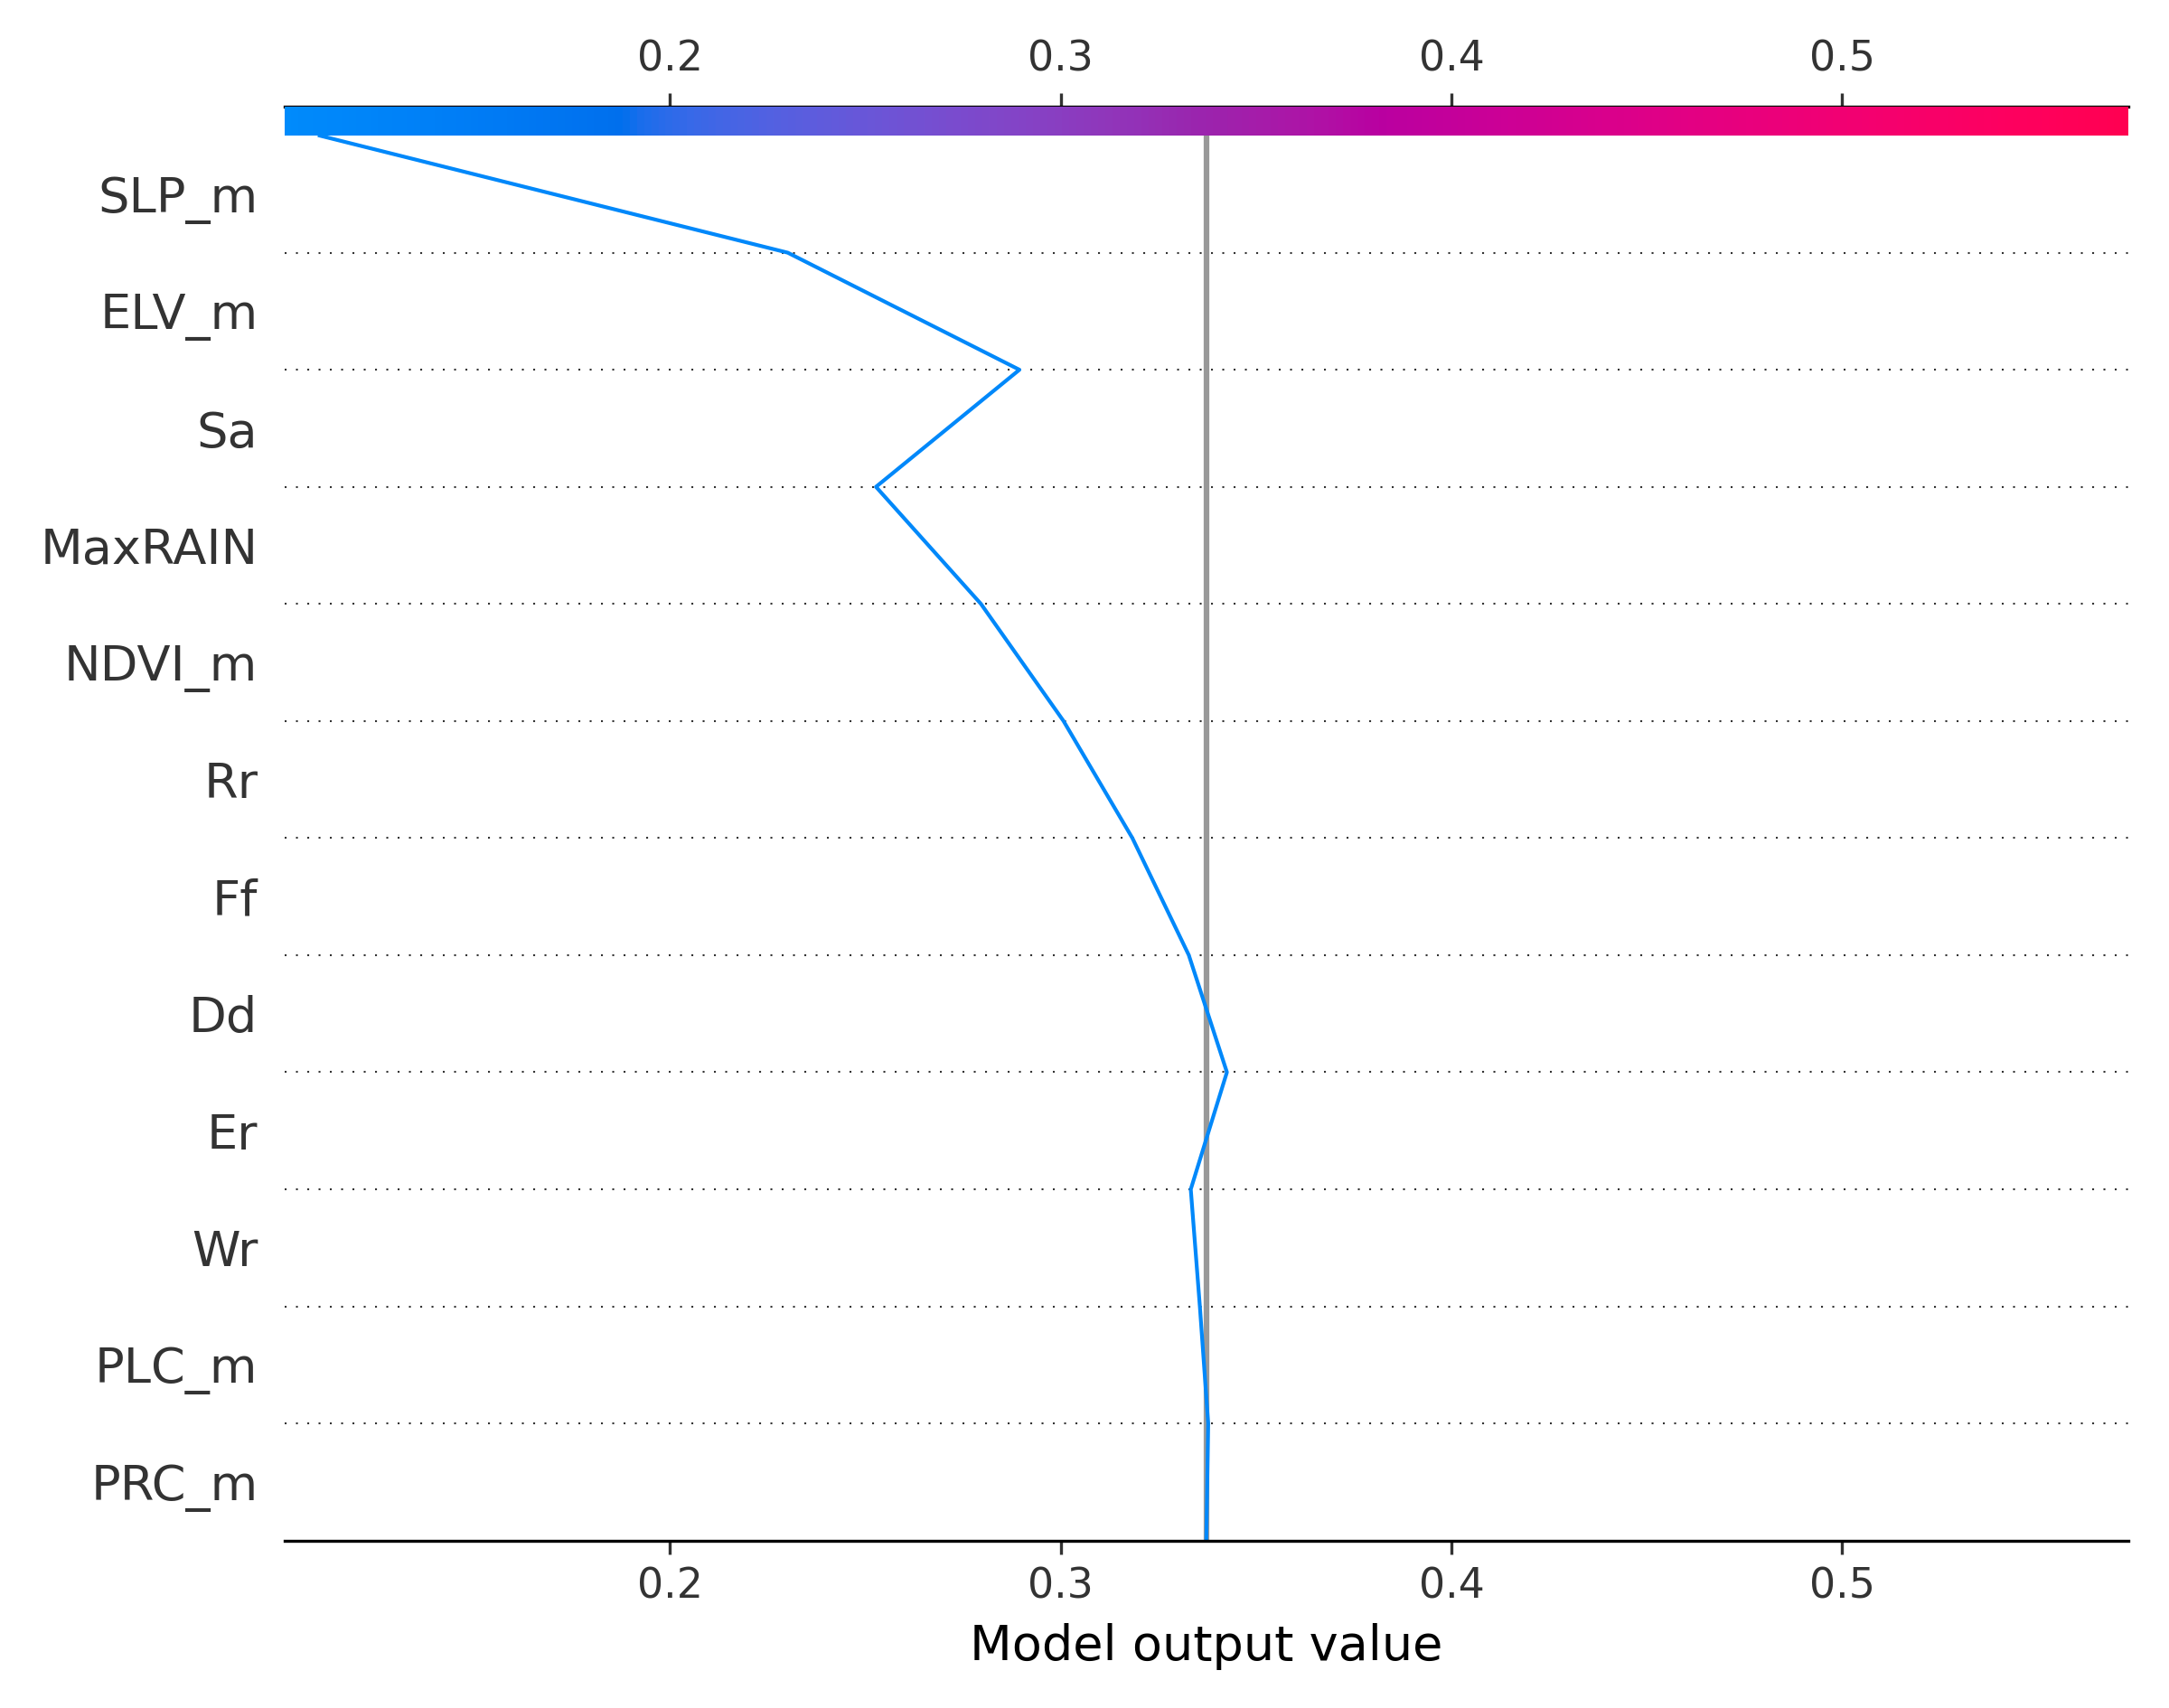 0.2 0.3 0.4 0.5
SLP_m
ELV_m
Sa
MaxRAIN
NDVI_m
Rr
Ff
Dd
Er
Wr
PLC_m
PRC_m
0.2 0.3 0.4 0.5
Model output value